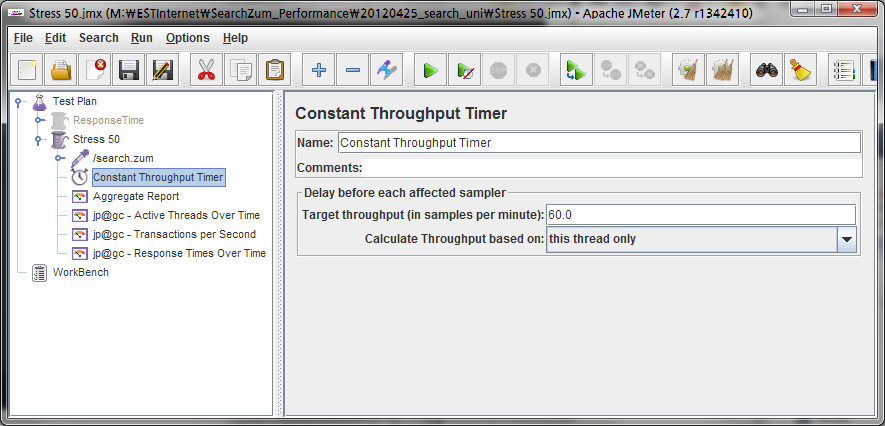 Stress 50.jmx (M:₩ESTInternet₩SearchZum_Performance₩20120425_search_uni₩Stress 50.jmx) - Apache JMeter (2.7 r1342410)
File Edit Search Run Options Help
Test Plan
ResponseTime
Stress 50
/search.zum
Constant Throughput Timer
Aggregate Report
jp@gc - Active Threads Over Time
jp@gc - Transactions per Second
jp@gc - Response Times Over Time
WorkBench
Constant Throughput Timer
Name: Constant Throughput Timer
Comments:
Delay before each affected sampler
Target throughput (in samples per minute): 60.0
Calculate Throughput based on: this thread only